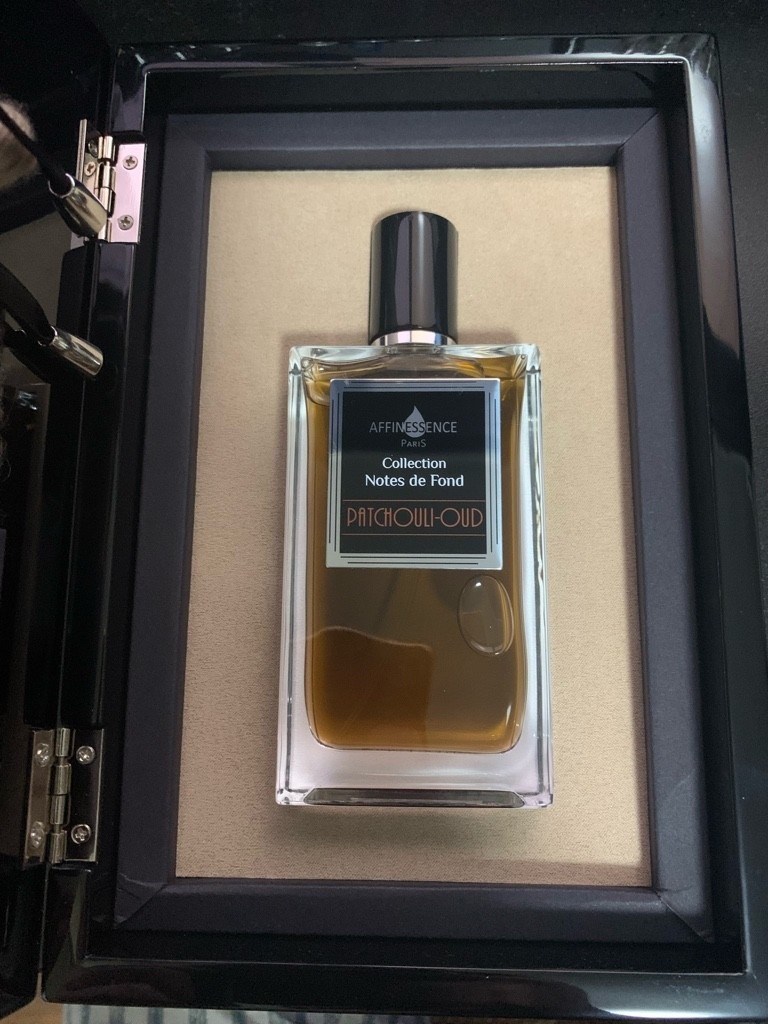 AFFINESSENCE
PARIS
Collection
Notes de Fond
PATCHOULI-OUD